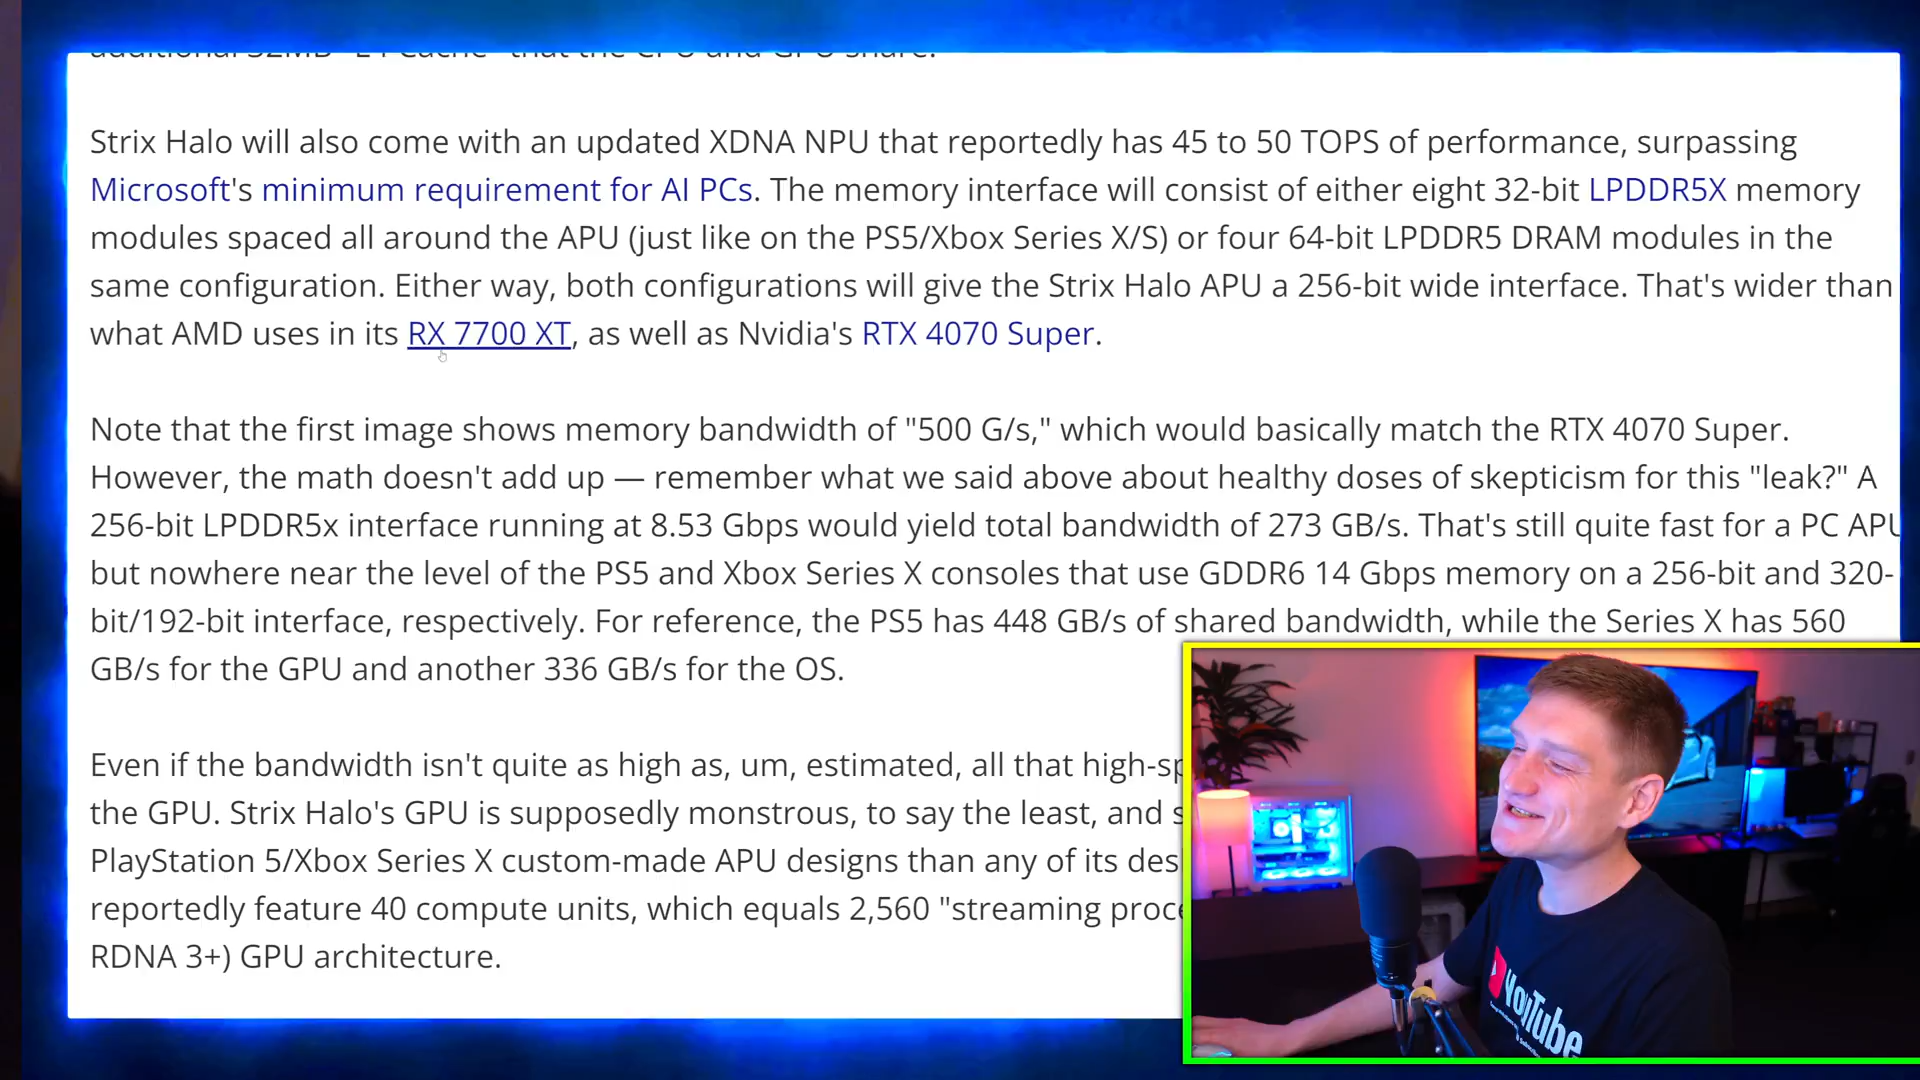 Strix Halo will also come with an updated XDNA NPU that reportedly has 45 to 50 TOPS of performance, surpassing
Microsoft's minimum requirement for AI PCs. The memory interface will consist of either eight 32-bit LPDDR5X memory
modules spaced all around the APU (just like on the PS5/Xbox Series X/S) or four 64-bit LPDDR5 DRAM modules in the
same configuration. Either way, both configurations will give the Strix Halo APU a 256-bit wide interface. That's wider than
what AMD uses in its RX 7700 XT, as well as Nvidia's RTX 4070 Super.
Note that the first image shows memory bandwidth of "500 G/s," which would basically match the RTX 4070 Super.
However, the math doesn't add up — remember what we said above about healthy doses of skepticism for this "leak?" A
256-bit LPDDR5x interface running at 8.53 Gbps would yield total bandwidth of 273 GB/s. That's still quite fast for a PC APU
but nowhere near the level of the PS5 and Xbox Series X consoles that use GDDR6 14 Gbps memory on a 256-bit and 320-
bit/192-bit interface, respectively. For reference, the PS5 has 448 GB/s of shared bandwidth, while the Series X has 560
GB/s for the GPU and another 336 GB/s for the OS.
Even if the bandwidth isn't quite as high as, um, estimated, all that high-sp
the GPU. Strix Halo's GPU is supposedly monstrous, to say the least, and s
PlayStation 5/Xbox Series X custom-made APU designs than any of its des
reportedly feature 40 compute units, which equals 2,560 "streaming proce
RDNA 3+) GPU architecture.
YouTube